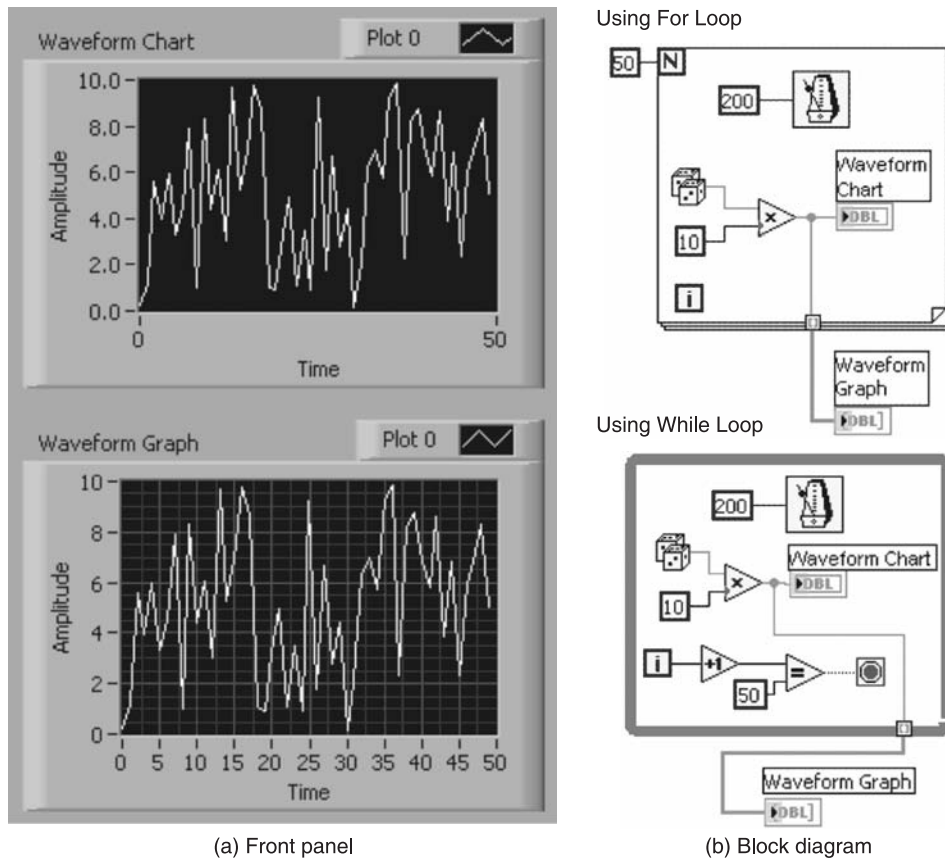 Waveform Chart
Plot 0
10.0
8.0
6.0
4.0
2.0
0.0
Amplitude
0
50
Time
Waveform Graph
Plot 0
10
8
6
4
2
0
Amplitude
0 5 10 15 20 25 30 35 40 45 50
Time
(a) Front panel
Using For Loop
50
N
200
Waveform
Chart
DBL
×
10
i
Waveform
Graph
[DBL]
Using While Loop
200
Waveform Chart
DBL
×
10
i
+1
=
50
Waveform Graph
[DBL]
(b) Block diagram